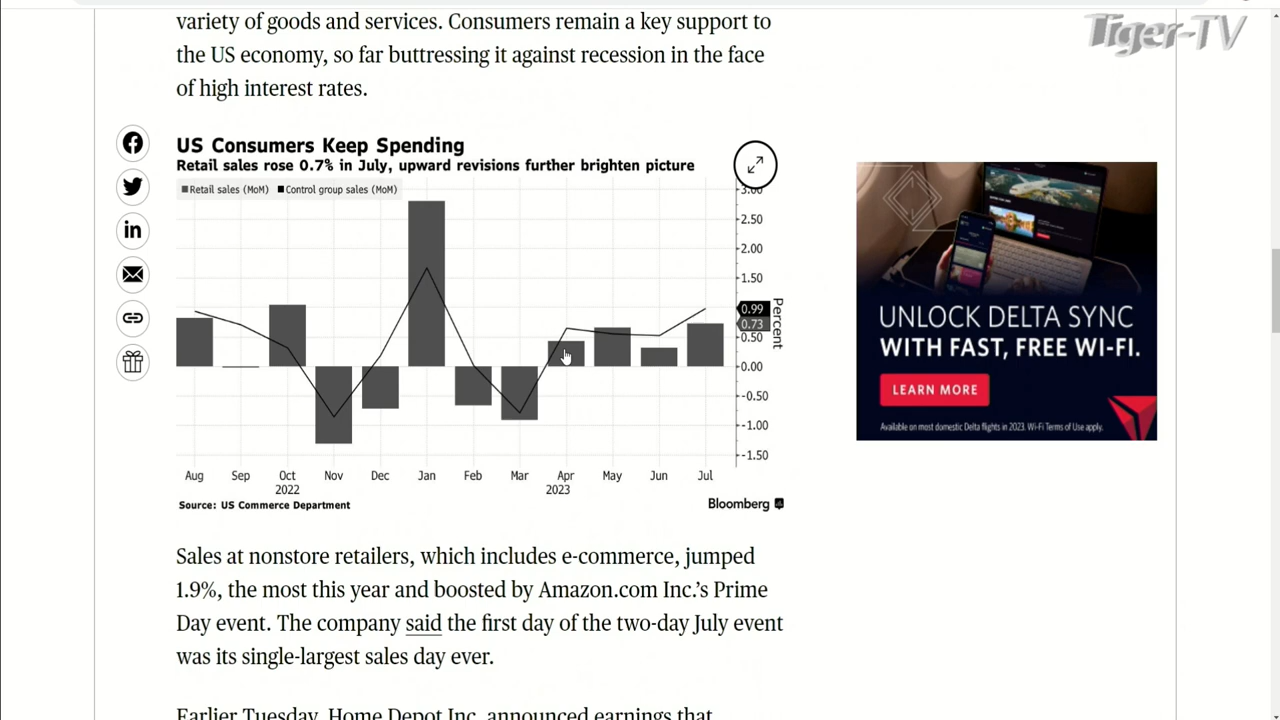 Tiger-TV
variety of goods and services. Consumers remain a key support to
the US economy, so far buttressing it against recession in the face
of high interest rates.
US Consumers Keep Spending
Retail sales rose 0.7% in July, upward revisions further brighten picture
Retail sales (MoM) Control group sales (MoM)
3.00
2.50
2.00
1.50
0.99
0.73
0.50
0.00
-0.50
-1.00
-1.50
Percent
Aug Sep Oct Nov Dec Jan Feb Mar Apr May Jun Jul
2022 2023
Source: US Commerce Department
Bloomberg
UNLOCK DELTA SYNC
WITH FAST, FREE WI-FI.
LEARN MORE
Available on most domestic Delta flights in 2023. Wi-Fi Terms of Use apply.
Sales at nonstore retailers, which includes e-commerce, jumped
1.9%, the most this year and boosted by Amazon.com Inc.’s Prime
Day event. The company said the first day of the two-day July event
was its single-largest sales day ever.
Earlier Tuesday, Home Depot Inc. announced earnings that